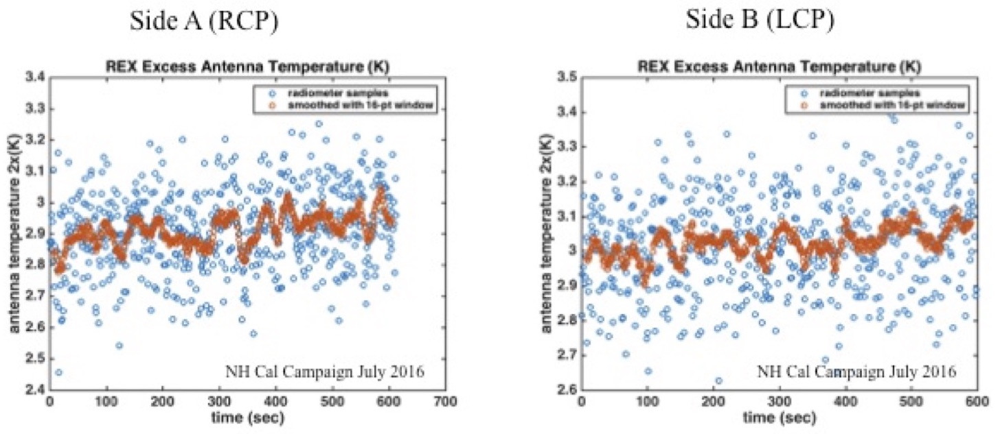 Side A (RCP)
REX Excess Antenna Temperature (K)
radiometer samples
smoothed with 16-pt window
antenna temperature 2x(K)
3.4
3.3
3.2
3.1
3
2.9
2.8
2.7
2.6
2.5
2.4
NH Cal Campaign July 2016
0 100 200 300 400 500 600 700
time (sec)
Side B (LCP)
REX Excess Antenna Temperature (K)
radiometer samples
smoothed with 16-pt window
antenna temperature 2x(K)
3.5
3.4
3.3
3.2
3.1
3
2.9
2.8
2.7
2.6
NH Cal Campaign July 2016
0 100 200 300 400 500 600
time (sec)